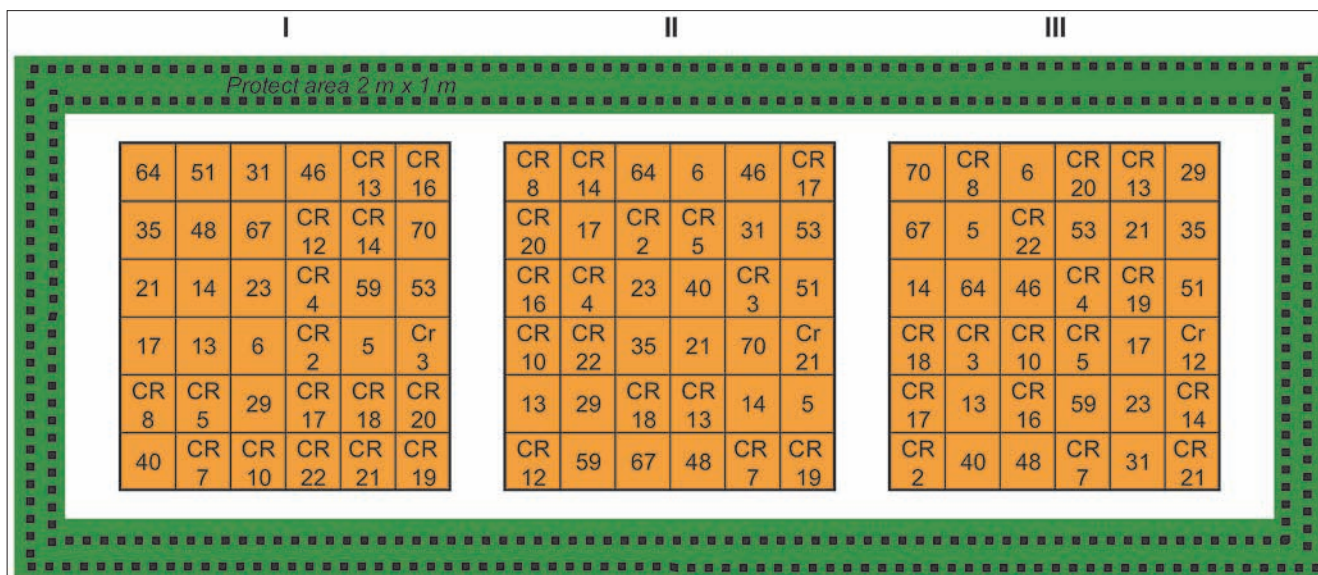 I II III
Protect area 2 m x 1 m
64 51 31 46 CR 13 CR 16
35 48 67 CR 12 CR 14 70
21 14 23 CR 4 59 53
17 13 6 CR 2 5 Cr 3
CR 8 CR 5 29 CR 17 CR 18 CR 20
40 CR 7 CR 10 CR 22 CR 21 CR 19
CR 8 CR 14 64 6 46 CR 17
CR 20 17 CR 2 CR 5 31 53
CR 16 CR 4 23 40 CR 3 51
CR 10 CR 22 35 21 70 Cr 21
13 29 CR 18 CR 13 14 5
CR 12 59 67 48 CR 7 CR 19
70 CR 8 6 CR 20 CR 13 29
67 5 CR 22 53 21 35
14 64 46 CR 4 CR 19 51
CR 18 CR 3 CR 10 CR 5 17 Cr 12
CR 17 13 CR 16 59 23 CR 14
CR 2 40 48 CR 7 31 CR 21